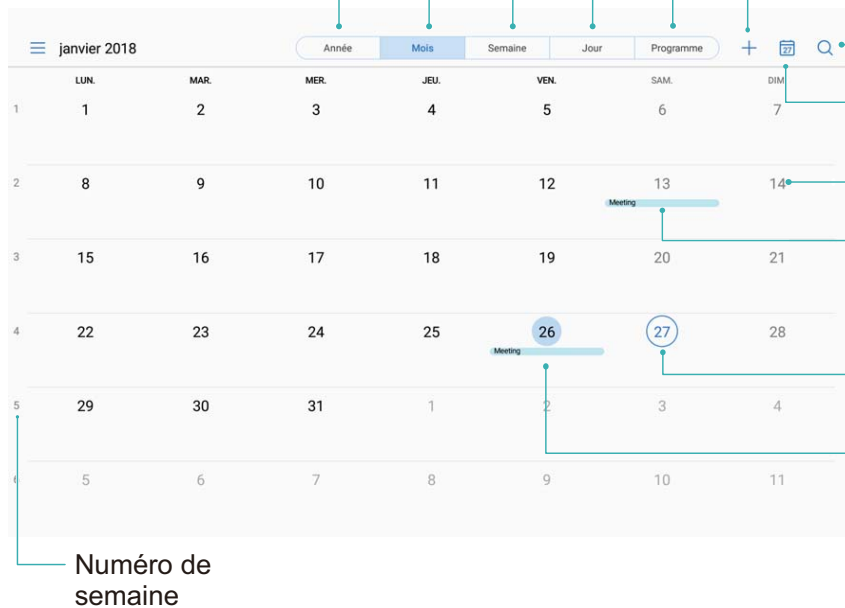 janvier 2018 Année Mois Semaine Jour Programme 27
LUN. MAR. MER. JEU. VEN. SAM. DIM
1 1 2 3 4 5 6 7
2 8 9 10 11 12 13 14
Meeting
3 15 16 17 18 19 20 21
4 22 23 24 25 26 27 28
Meeting
5 29 30 31 1 2 3 4
6 5 6 7 8 9 10 11
Numéro de
semaine